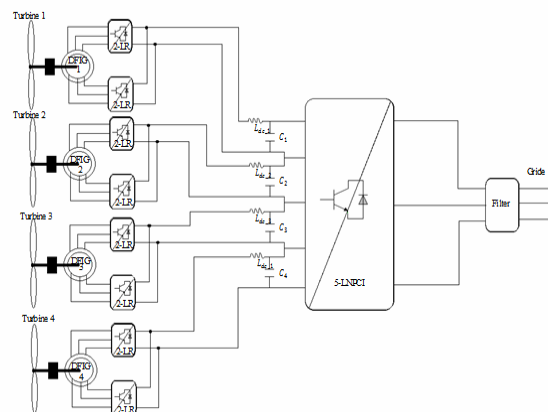 Turbine 1
DFIG
1
2-LR
2-LR
Turbine 2
DFIG
2
2-LR
2-LR
Turbine 3
DFIG
3
2-LR
2-LR
Turbine 4
DFIG
4
2-LR
2-LR
C1
C2
C3
C4
5-LNPCI
Filter
Gride